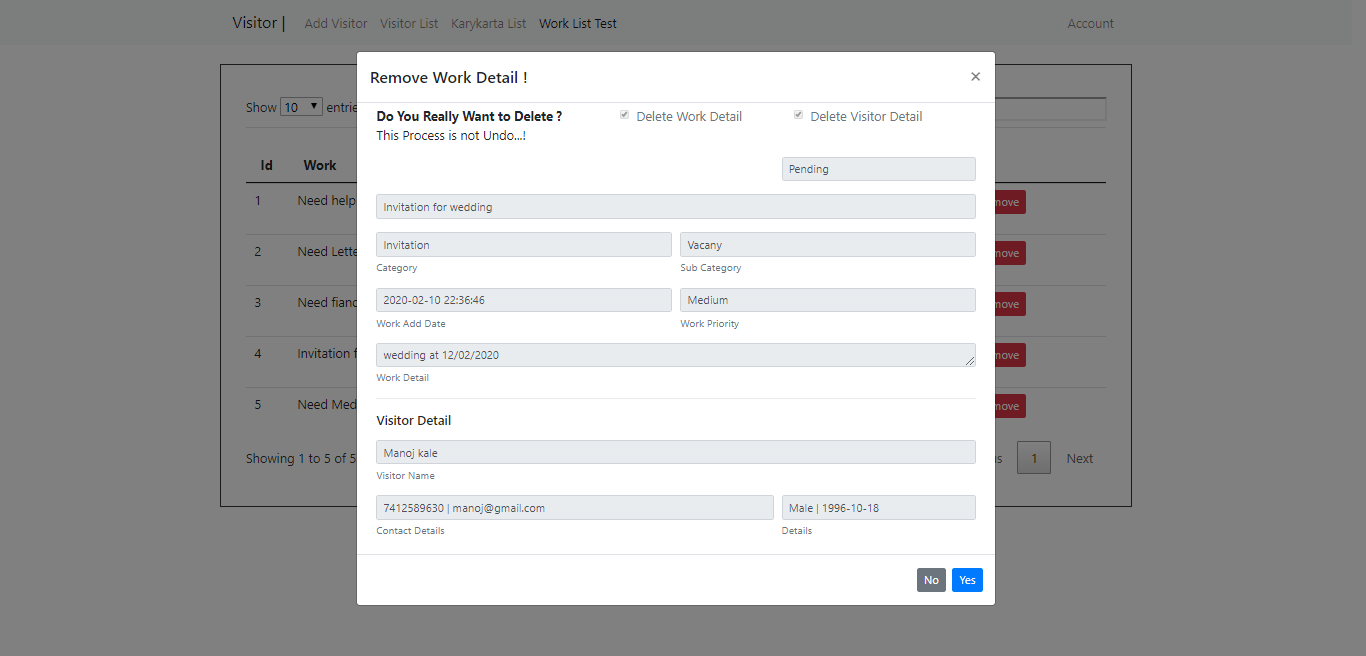 Visitor | Add Visitor Visitor List Karykarta List Work List Test Account
Remove Work Detail ! ×
Show 10 entrie
Do You Really Want to Delete ? Delete Work Detail Delete Visitor Detail
This Process is not Undo...!
Id Work
Pending
1 Need help
Invitation for wedding
2 Need Lette
Invitation Vacany
Category Sub Category
3 Need fianc
2020-02-10 22:36:46 Medium
Work Add Date Work Priority
4 Invitation f
wedding at 12/02/2020
Work Detail
5 Need Med
Visitor Detail
Manoj kale
Visitor Name
Showing 1 to 5 of 5 1 Next
7412589630 | manoj@gmail.com Male | 1996-10-18
Contact Details Details
No Yes